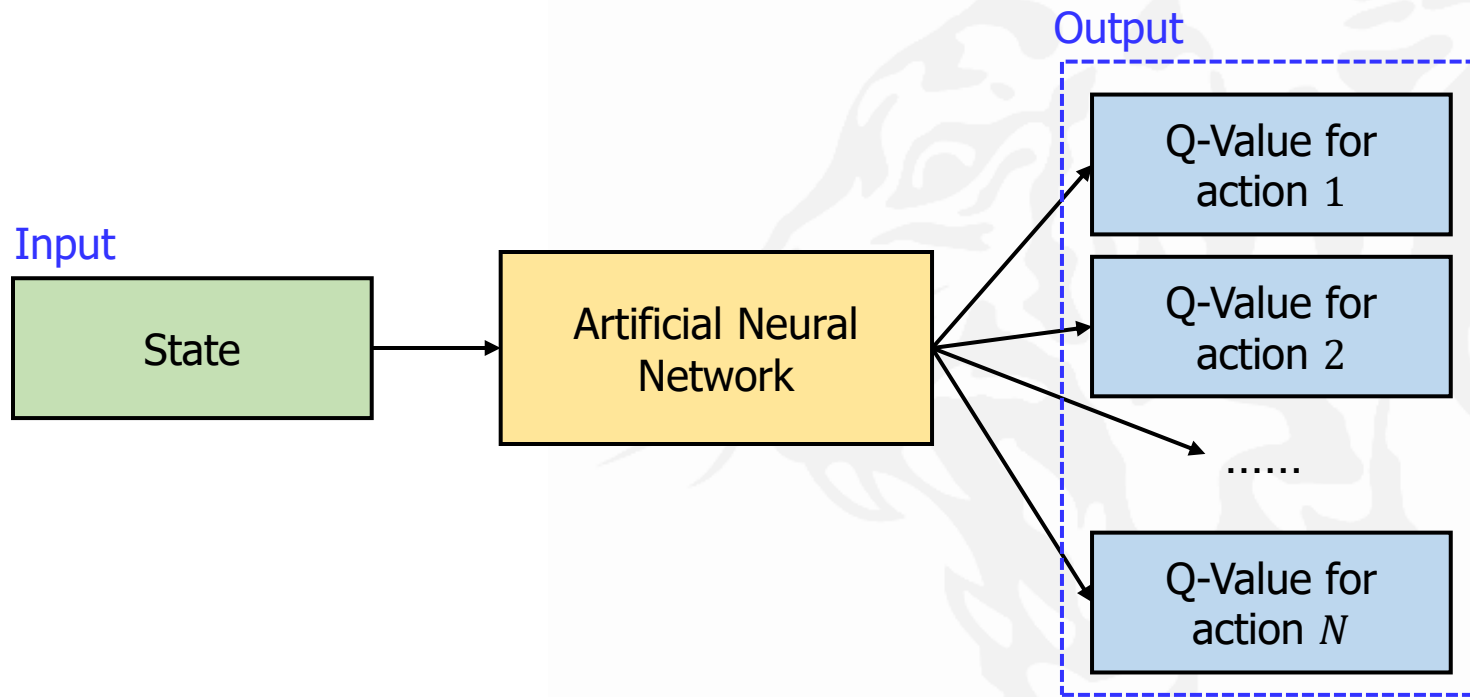 Output
Q-Value for
action 1
Input
Q-Value for
action 2
State
Artificial Neural
Network
......
Q-Value for
action N